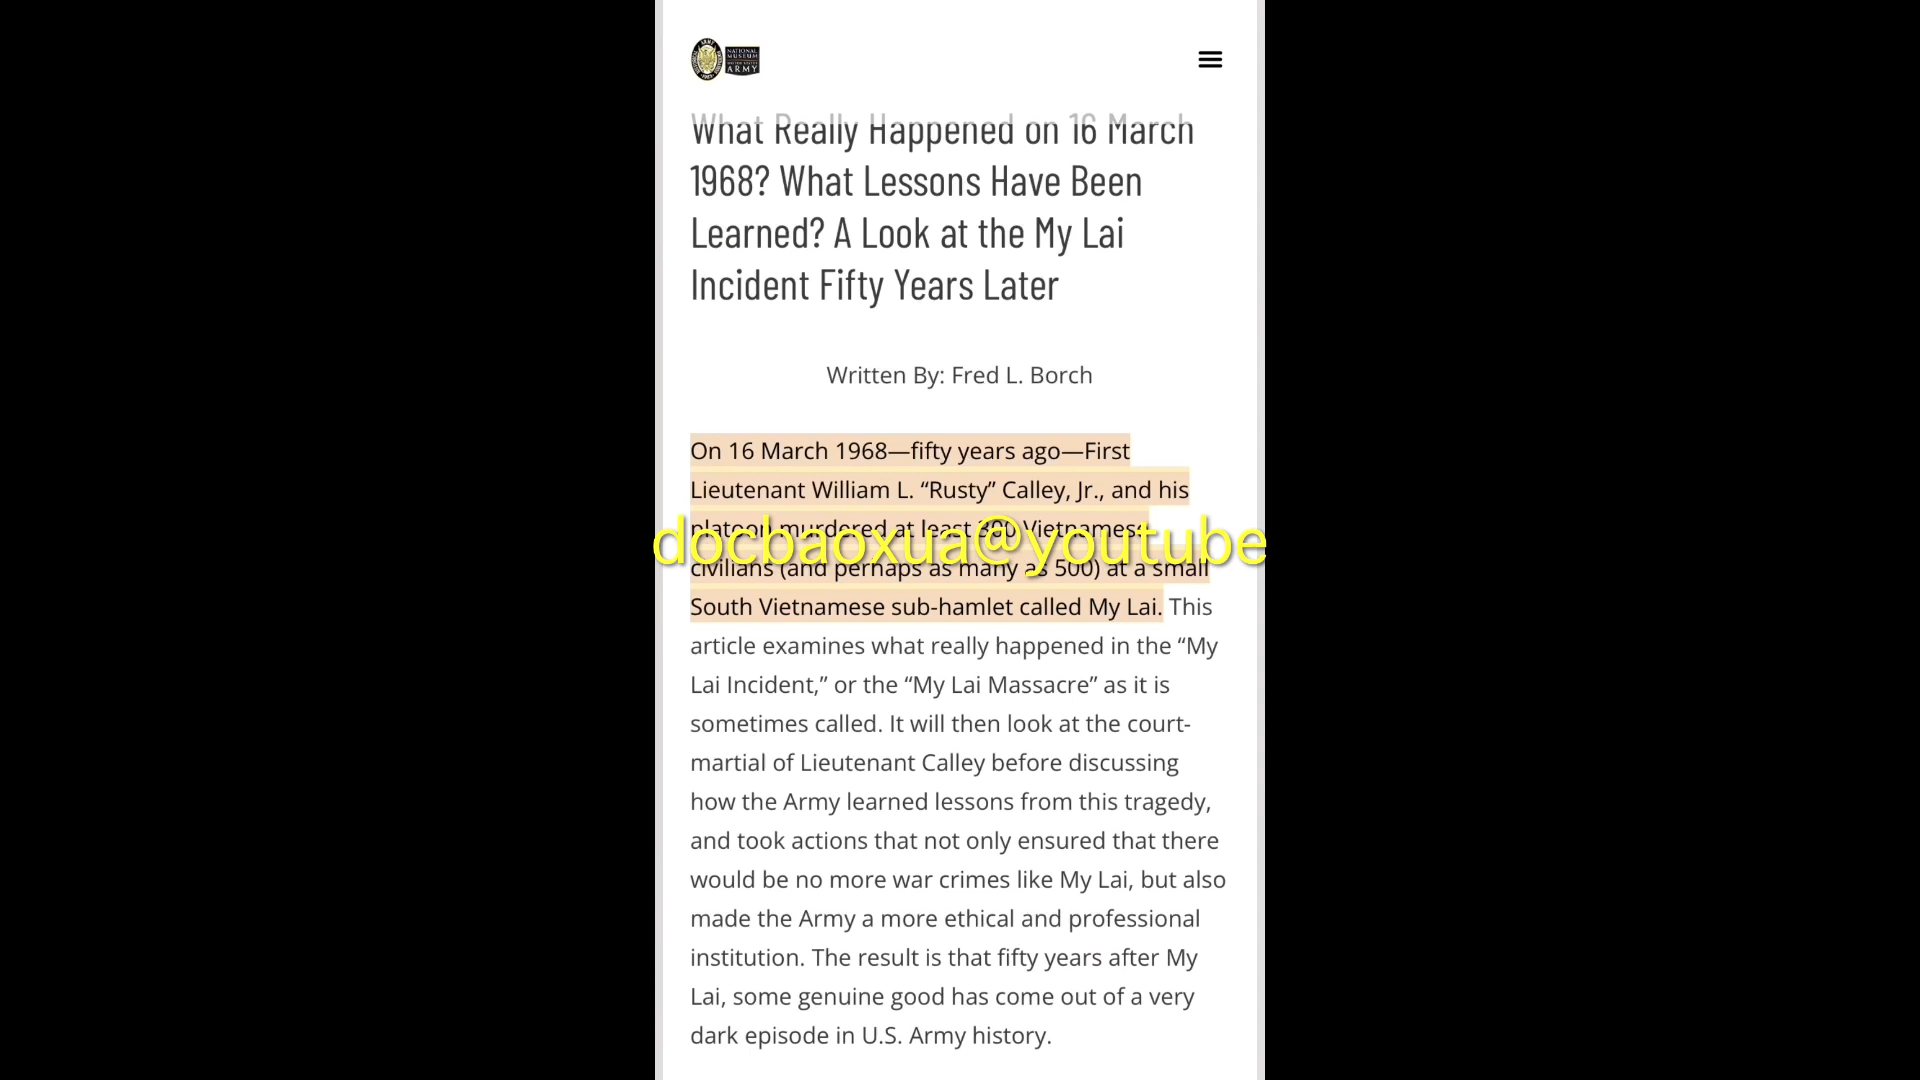 NATIONAL
MUSEUM
UNITED STATES
ARMY
What Really Happened on 16 March
1968? What Lessons Have Been
Learned? A Look at the My Lai
Incident Fifty Years Later
Written By: Fred L. Borch
On 16 March 1968—fifty years ago—First
Lieutenant William L. “Rusty” Calley, Jr., and his
platoon murdered at least 300 Vietnamese
docbaoxua@youtube
civilians (and perhaps as many as 500) at a small
South Vietnamese sub-hamlet called My Lai. This
article examines what really happened in the “My
Lai Incident,” or the “My Lai Massacre” as it is
sometimes called. It will then look at the court-
martial of Lieutenant Calley before discussing
how the Army learned lessons from this tragedy,
and took actions that not only ensured that there
would be no more war crimes like My Lai, but also
made the Army a more ethical and professional
institution. The result is that fifty years after My
Lai, some genuine good has come out of a very
dark episode in U.S. Army history.